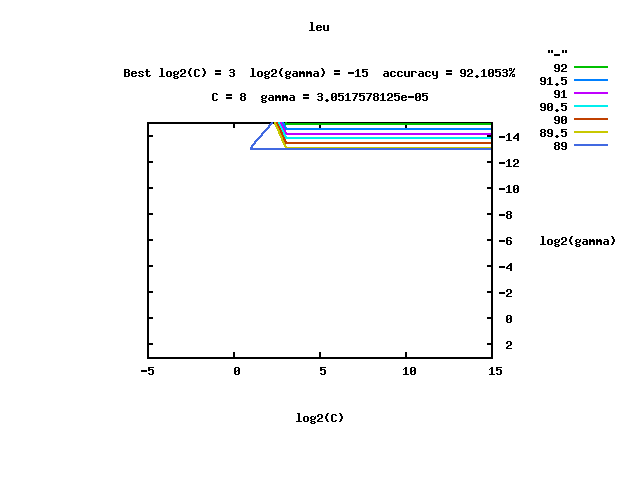 leu
"_"
Best log2(C) = 3  log2(gamma) = -15  accuracy = 92.1053%
C = 8  gamma = 3.0517578125e-05
92
91.5
91
90.5
90
89.5
89
-14
-12
-10
-8
-6
-4
-2
0
2
log2(gamma)
-5 0 5 10 15
log2(C)